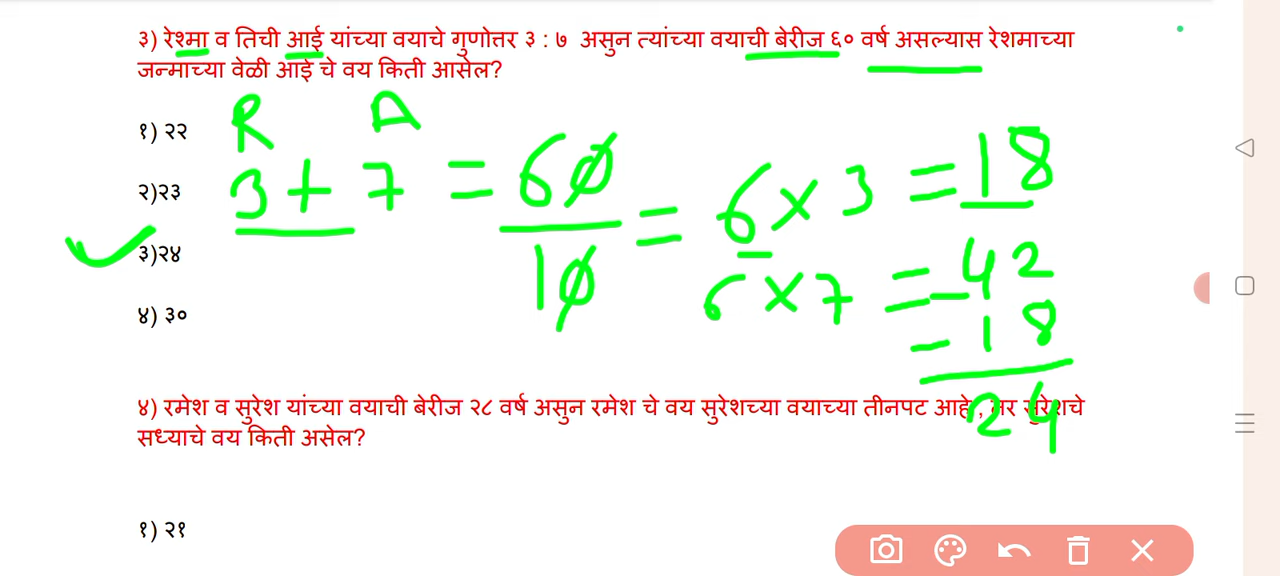 ३) रेश्मा व तिची आई यांच्या वयाचे गुणोत्तर ३ : ७ असुन त्यांच्या वयाची बेरीज ६० वर्ष असल्यास रेशमाच्या
जन्माच्या वेळी आई चे वय किती आसेल?
R A
१) २२
3 + 7 = 60/10 = 6 x 3 = 18
२)२३
३)२४
6 x 7 = 42
- 18
४) ३०
24
४) रमेश व सुरेश यांच्या वयाची बेरीज २८ वर्ष असुन रमेश चे वय सुरेशच्या वयाच्या तीनपट आहे , तर सुरेशचे
सध्याचे वय किती असेल?
१) २१